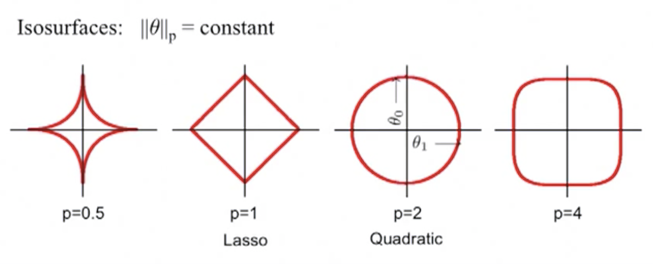 Isosurfaces: ||θ||ₚ = constant
θ₀
θ₁
p=0.5
p=1
p=2
p=4
Lasso
Quadratic